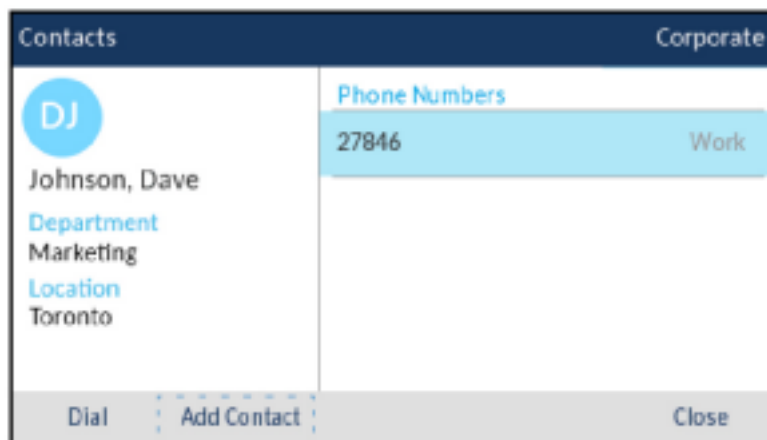 Contacts Corporate
DJ
Johnson, Dave
Department
Marketing
Location
Toronto
Phone Numbers
27846 Work
Dial Add Contact Close